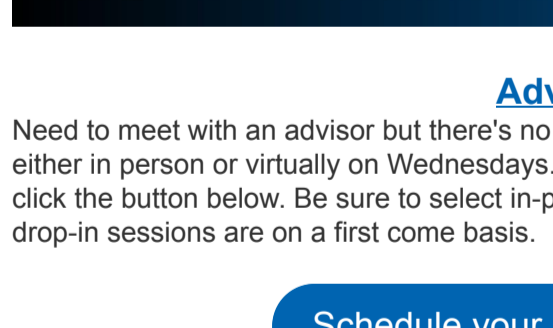 Adv
Need to meet with an advisor but there's no
either in person or virtually on Wednesdays.
click the button below. Be sure to select in-p
drop-in sessions are on a first come basis.
Schedule your